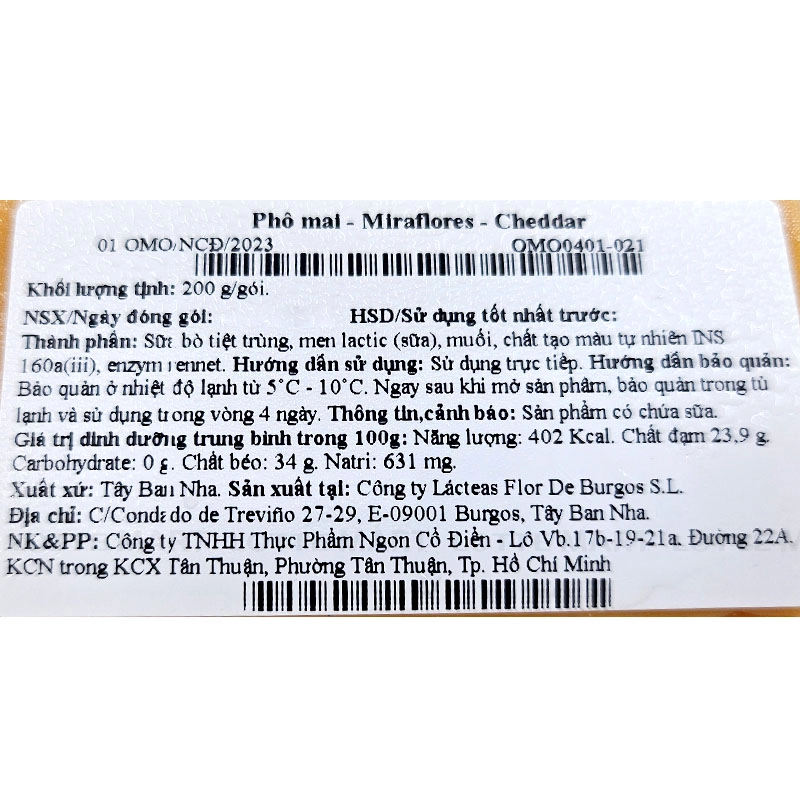 Phô mai - Miraflores - Cheddar
01 OMO/NCĐ/2023 OMO0401-021
Khối lượng tịnh: 200 g/gói.
NSX/Ngày đóng gói: HSD/Sử dụng tốt nhất trước:
Thành phần: Sữa bò tiệt trùng, men lactic (sữa), muối, chất tạo màu tự nhiên INS
160a(iii), enzym rennet. Hướng dẫn sử dụng: Sử dụng trực tiếp. Hướng dẫn bảo quản:
Bảo quản ở nhiệt độ lạnh từ 5°C - 10°C. Ngay sau khi mở sản phẩm, bảo quản trong tủ
lạnh và sử dụng trong vòng 4 ngày. Thông tin,cảnh báo: Sản phẩm có chứa sữa.
Giá trị dinh dưỡng trung bình trong 100g: Năng lượng: 402 Kcal. Chất đạm 23,9 g.
Carbohydrate: 0 g. Chất béo: 34 g. Natri: 631 mg.
Xuất xứ: Tây Ban Nha. Sản xuất tại: Công ty Lácteas Flor De Burgos S.L.
Địa chỉ: C/Condado de Treviño 27-29, E-09001 Burgos, Tây Ban Nha.
NK&PP: Công ty TNHH Thực Phẩm Ngon Cổ Điển - Lô Vb.17b-19-21a. Đường 22A.
KCN trong KCX Tân Thuận, Phường Tân Thuận, Tp. Hồ Chí Minh